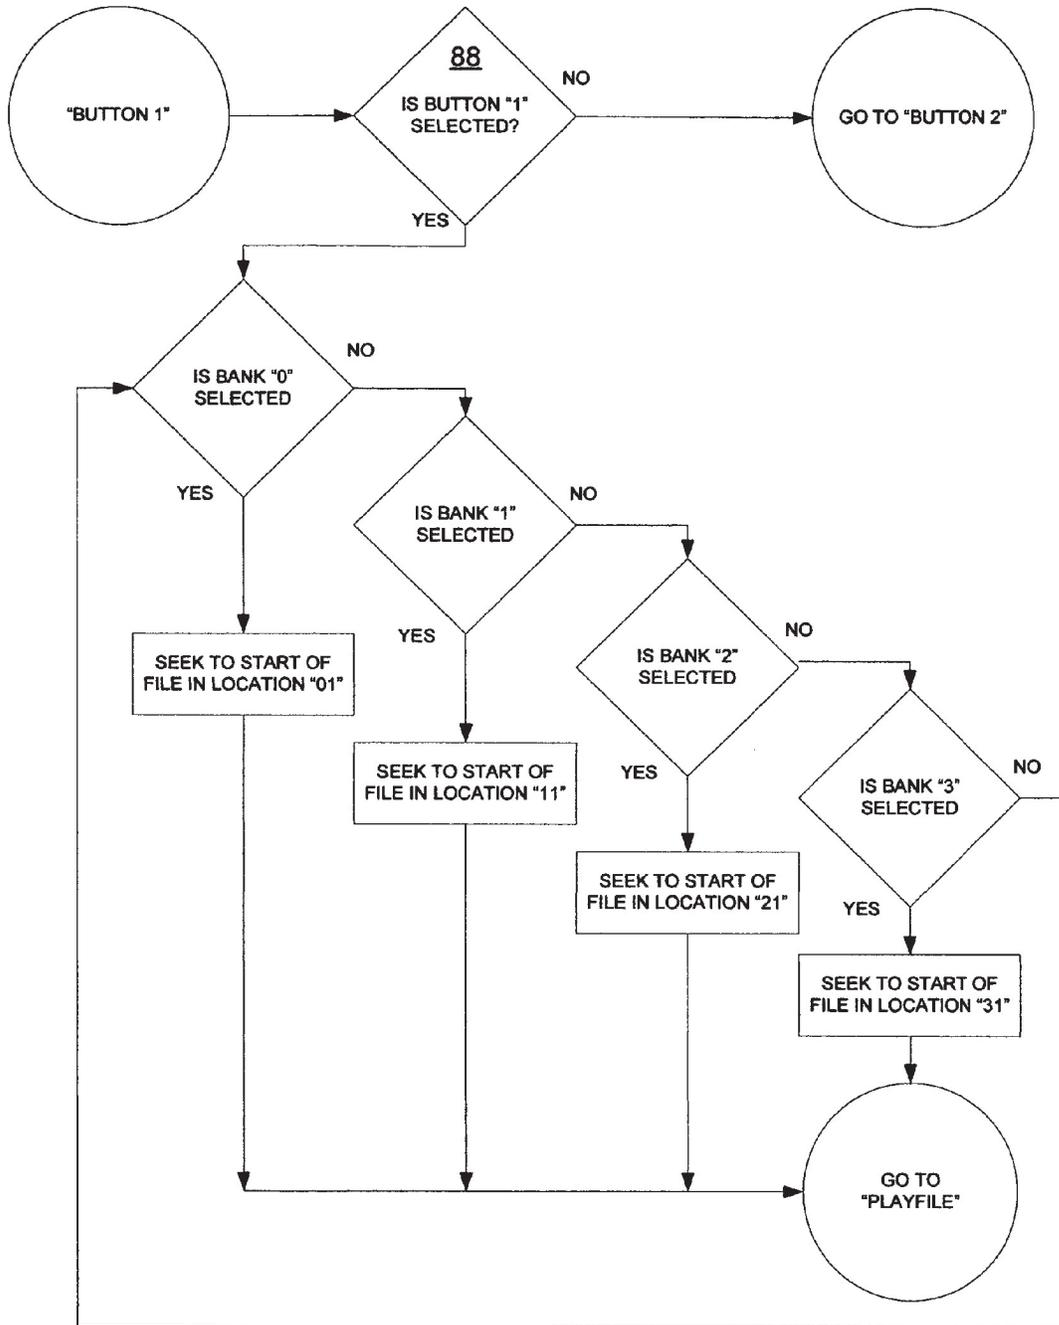 "BUTTON 1"
88
IS BUTTON "1"
SELECTED?
NO
GO TO "BUTTON 2"
YES
IS BANK "0"
SELECTED
NO
YES
IS BANK "1"
SELECTED
NO
YES
IS BANK "2"
SELECTED
NO
YES
IS BANK "3"
SELECTED
NO
YES
SEEK TO START OF
FILE IN LOCATION "01"
SEEK TO START OF
FILE IN LOCATION "11"
SEEK TO START OF
FILE IN LOCATION "21"
SEEK TO START OF
FILE IN LOCATION "31"
GO TO
"PLAYFILE"